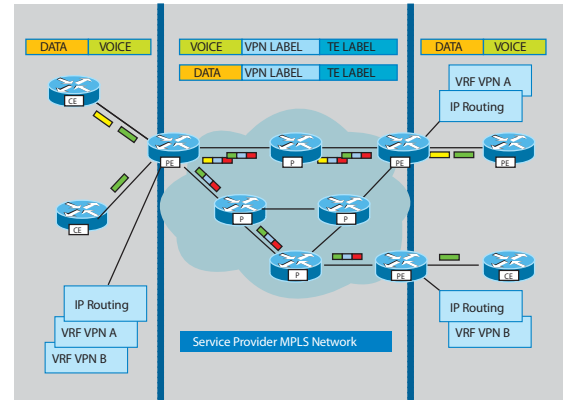 DATA VOICE
VOICE VPN LABEL TE LABEL
DATA VOICE
DATA VPN LABEL TE LABEL
VRF VPN A
IP Routing
CE
PE
P
PE
PE
CE
P
P
P
PE
CE
IP Routing
VRF VPN A
VRF VPN B
IP Routing
VRF VPN B
Service Provider MPLS Network